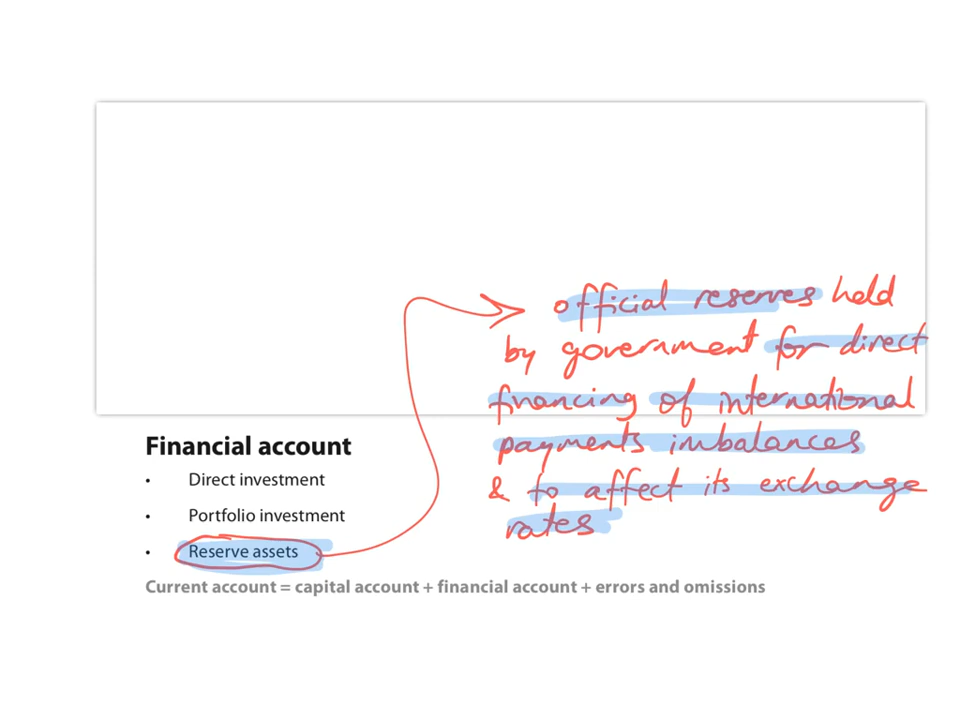 official reserves held
by government for direct
financing of international
payments imbalances
& to affect its exchange
rates
Financial account
• Direct investment
• Portfolio investment
• Reserve assets
Current account = capital account + financial account + errors and omissions